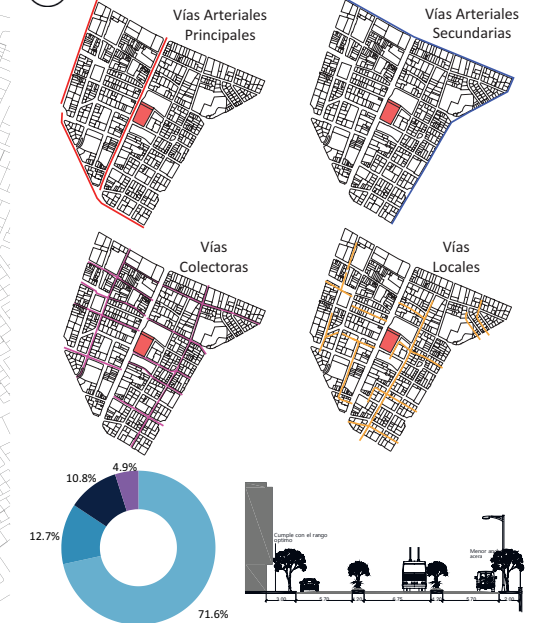 Vías Arteriales
Principales
Vías Arteriales
Secundarias
Vías
Colectoras
Vías
Locales
4.9%
10.8%
12.7%
71.6%
Cumple con el rango
optimo
Menor
acera